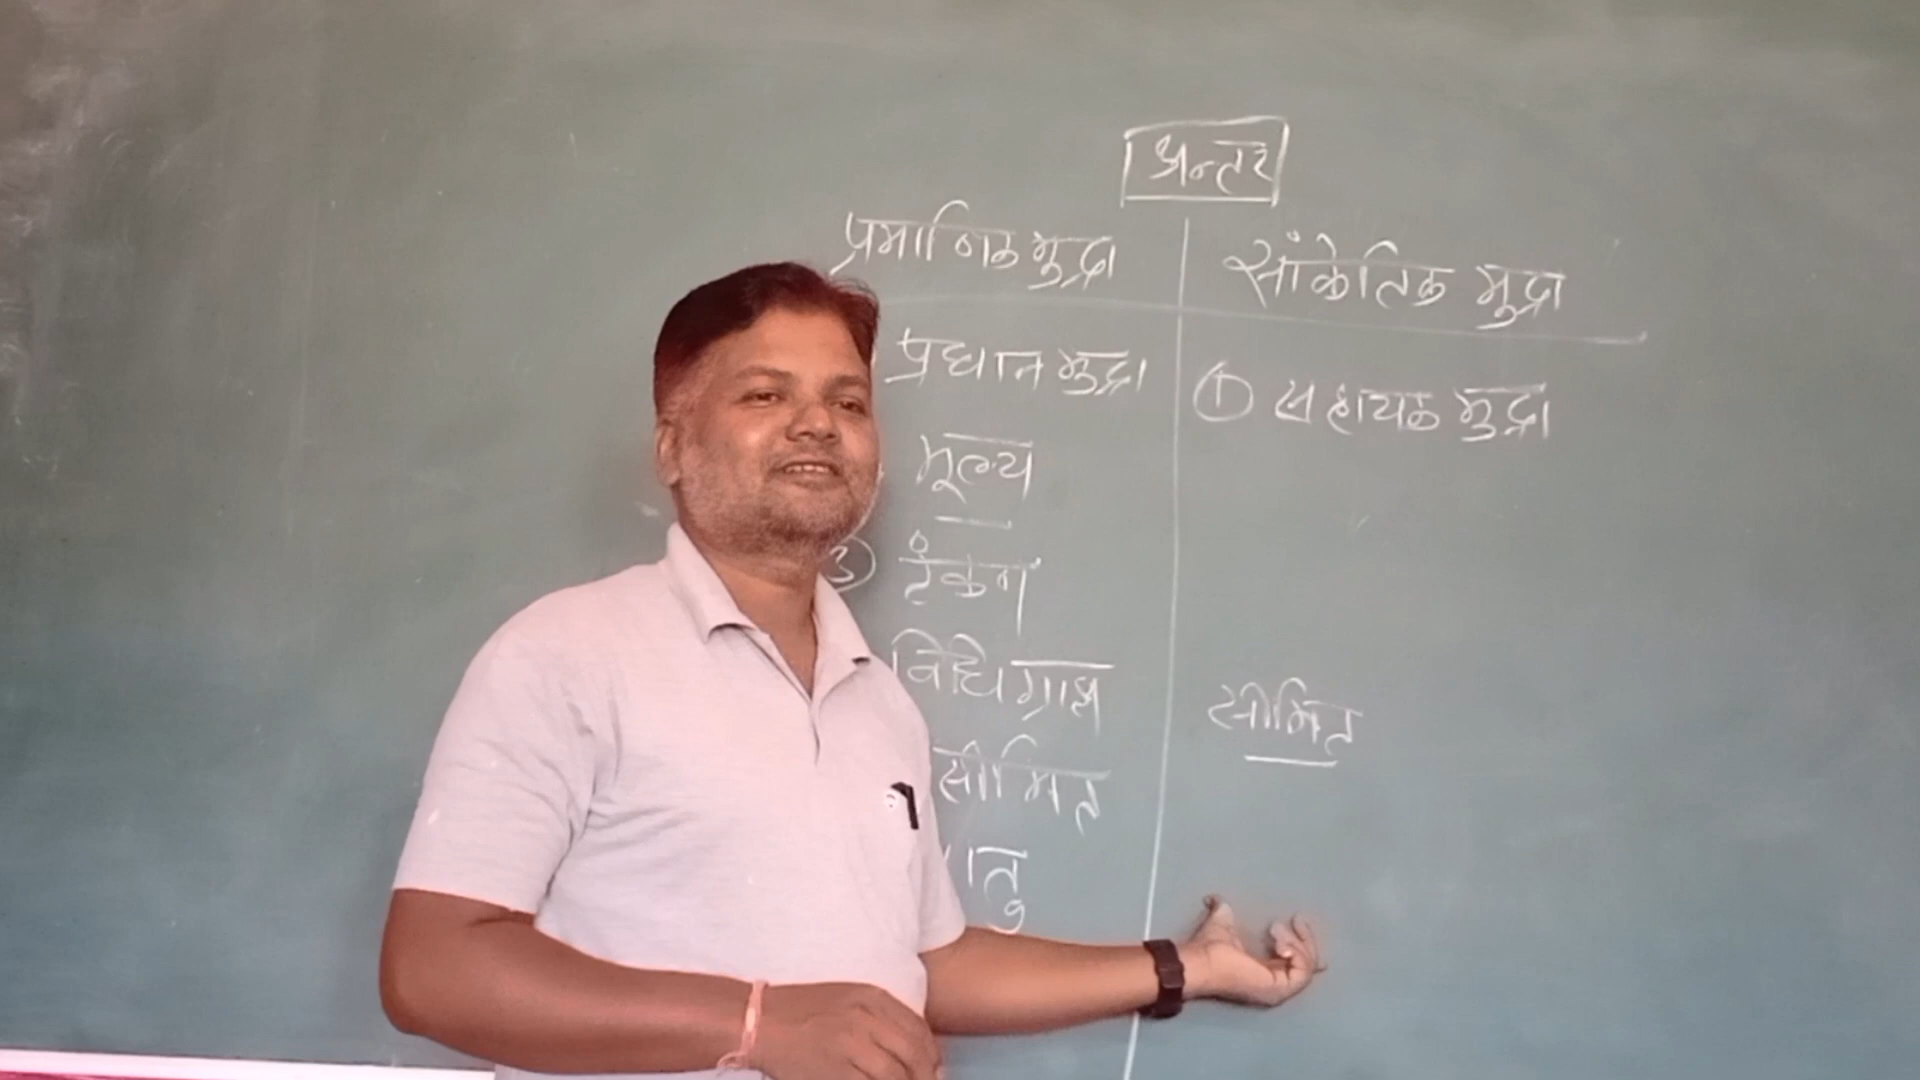 अन्तर
प्रमाणिक मुद्रा
सांकेतिक मुद्रा
प्रधान मुद्रा
① सहायक मुद्रा
मूल्य
③ टंकण
विधि ग्राह्य
सीमित
सीमित